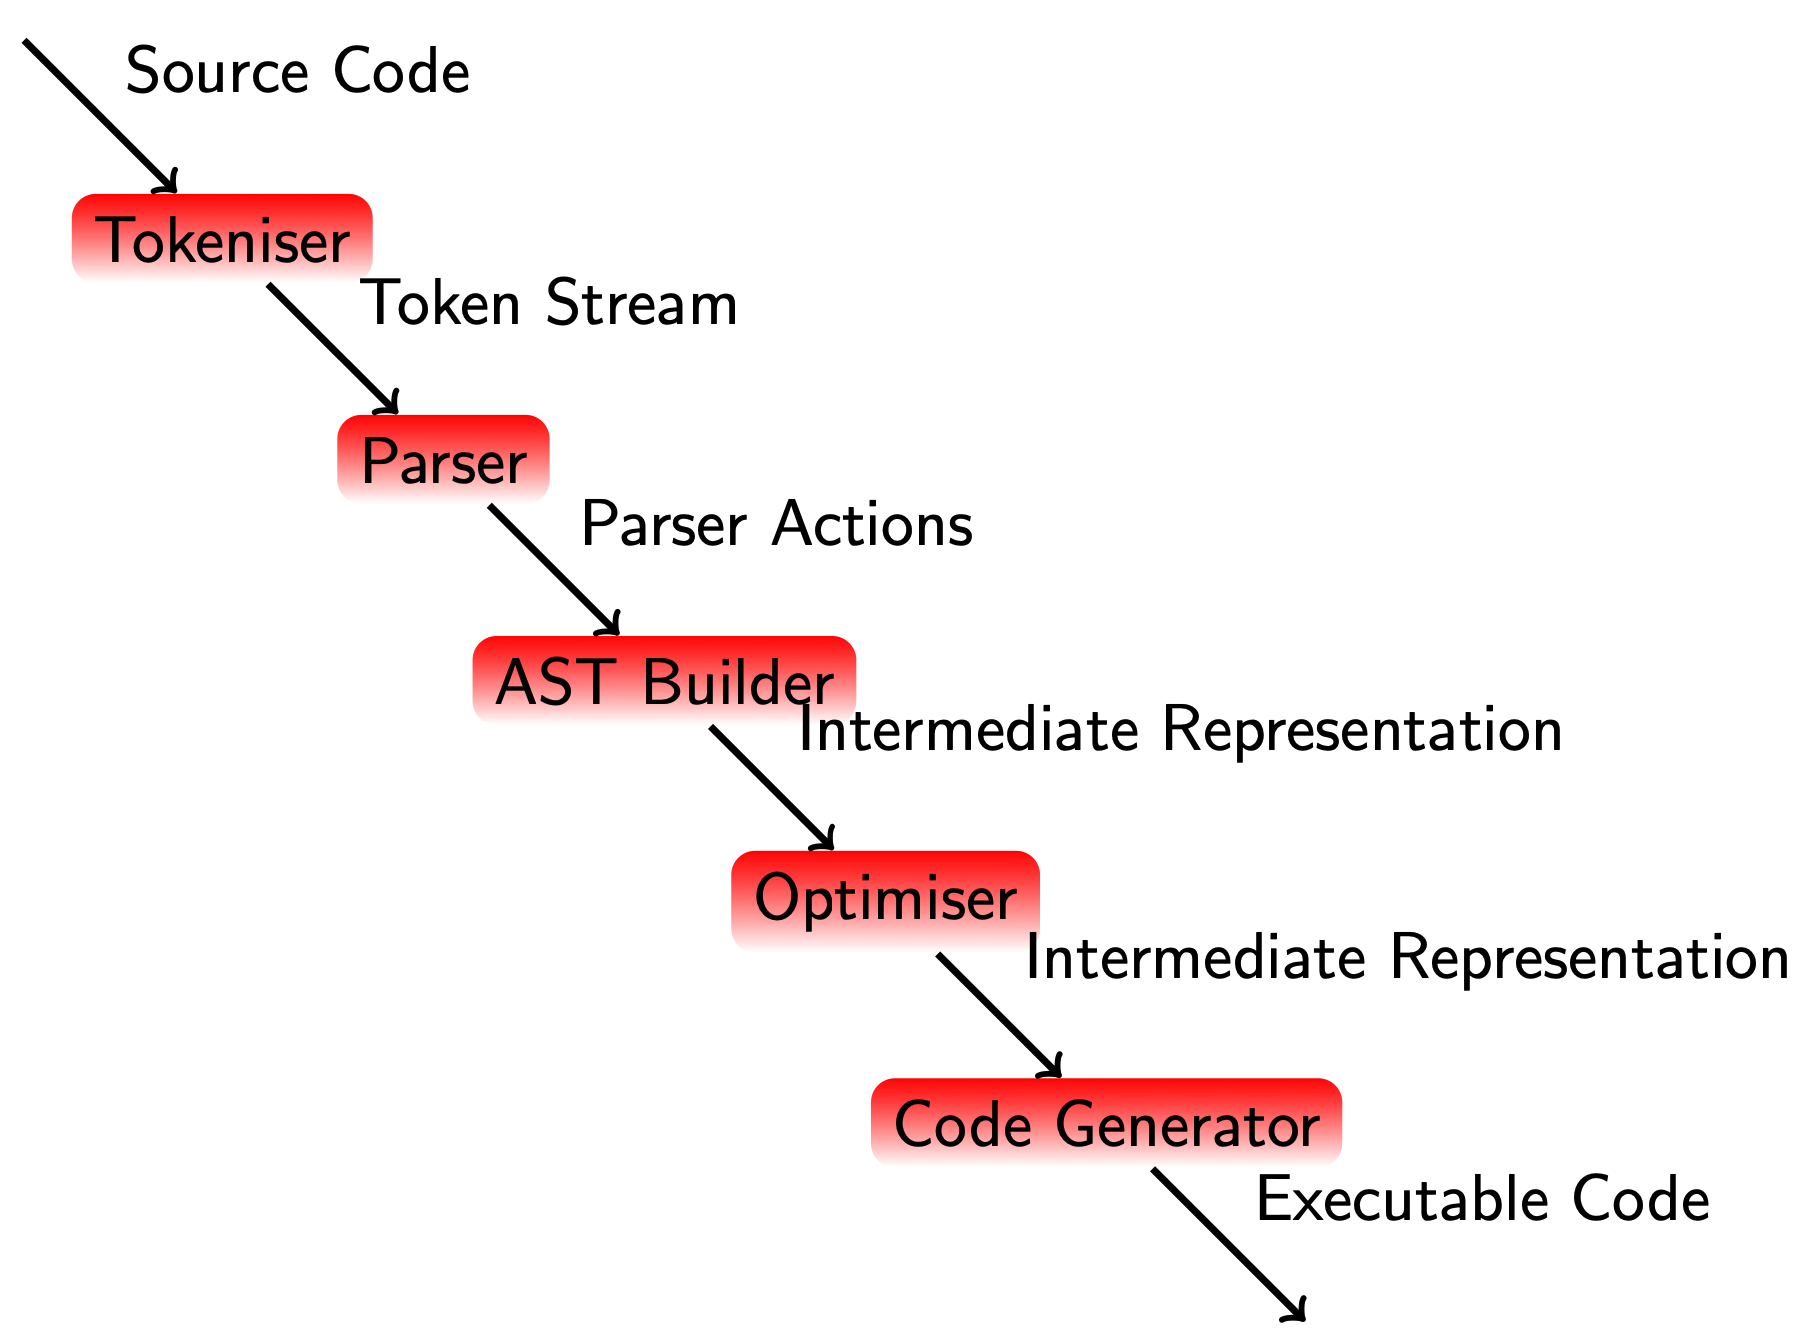 Source Code
Tokeniser
Token Stream
Parser
Parser Actions
AST Builder
Intermediate Representation
Optimiser
Intermediate Representation
Code Generator
Executable Code